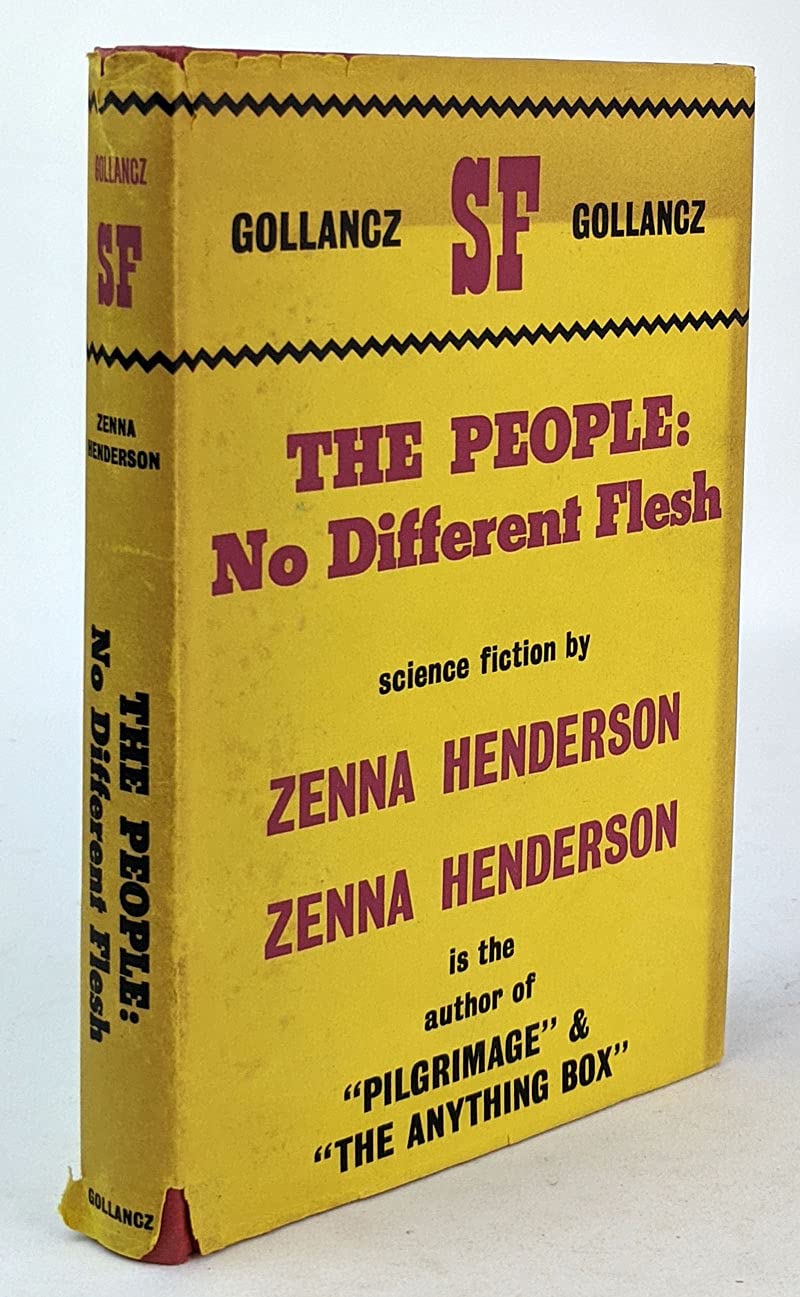 GOLLANCZ
SF
ZENNA
HENDERSON
THE PEOPLE:
No Different Flesh
GOLLANCZ
GOLLANCZ SF GOLLANCZ
THE PEOPLE:
No Different Flesh
science fiction by
ZENNA HENDERSON
ZENNA HENDERSON
is the
author of
“PILGRIMAGE” &
“THE ANYTHING BOX”